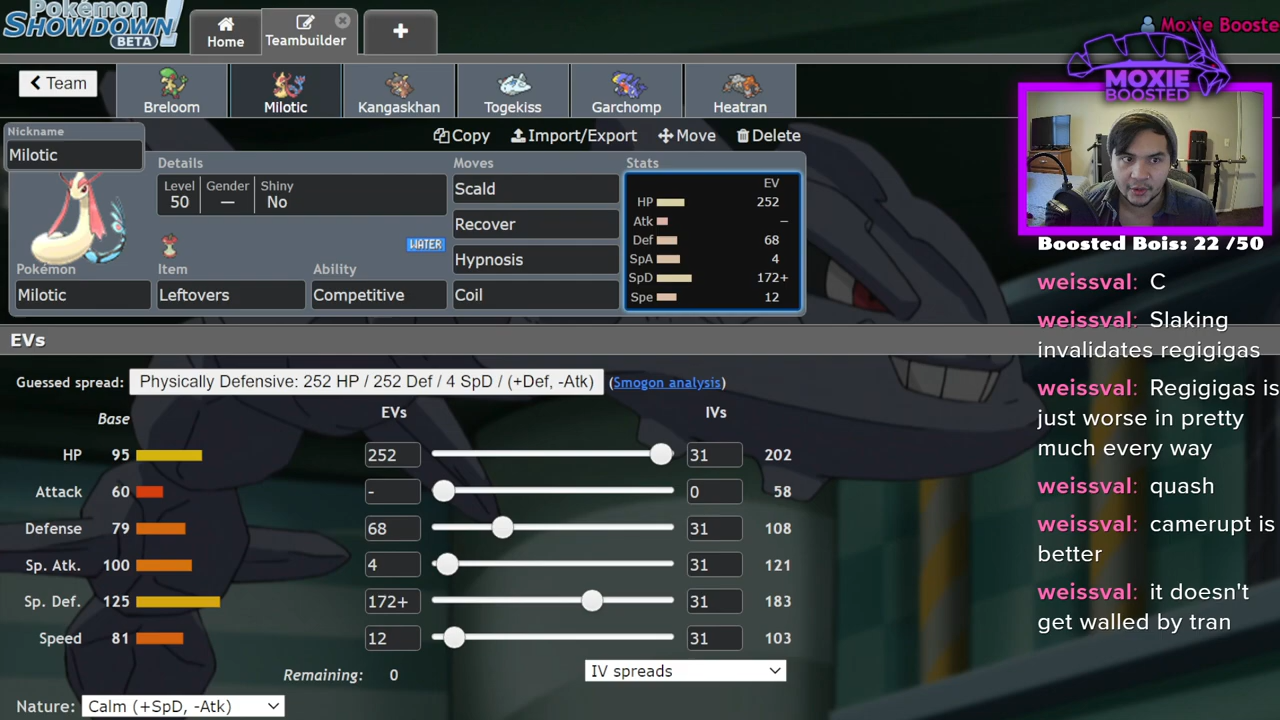 Pokémon
SHOWDOWN!
BETA
Home
Teambuilder
Moxie Booste
MOXIE
BOOSTED
Team
Breloom
Milotic
Kangaskhan
Togekiss
Garchomp
Heatran
Copy Import/Export Move Delete
Nickname
Milotic
Details
Level Gender Shiny
50 — No
WATER
Pokémon Item Ability
Milotic Leftovers Competitive
Moves
Scald
Recover
Hypnosis
Coil
Stats
EV
HP 252
Atk –
Def 68
SpA 4
SpD 172+
Spe 12
EVs
Guessed spread: Physically Defensive: 252 HP / 252 Def / 4 SpD / (+Def, -Atk) (Smogon analysis)
Base EVs IVs
HP 95 252 31 202
Attack 60 - 0 58
Defense 79 68 31 108
Sp. Atk. 100 4 31 121
Sp. Def. 125 172+ 31 183
Speed 81 12 31 103
Remaining: 0 IV spreads
Nature: Calm (+SpD, -Atk)
Boosted Bois: 22 /50
weissval: C
weissval: Slaking
invalidates regigigas
weissval: Regigigas is
just worse in pretty
much every way
weissval: quash
weissval: camerupt is
better
weissval: it doesn't
get walled by tran